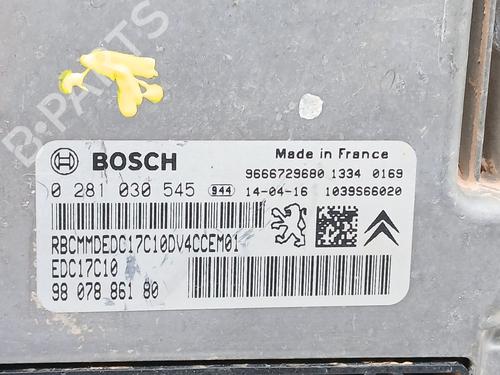 B-PARTS
BOSCH
Made in France
9666729680 1334 0169
0 281 030 545 944 14-04-16 1039S66020
RBCMMDEDC17C10DV4CCEM01
EDC17C10
98 078 861 80